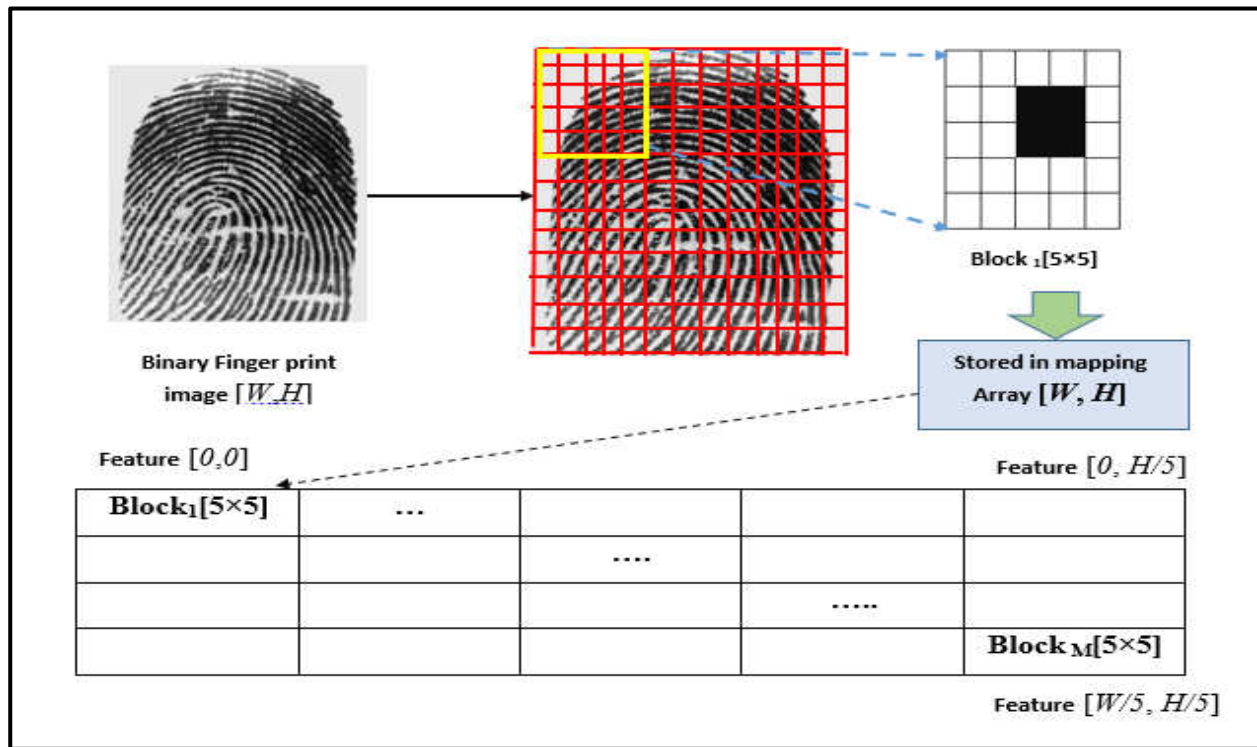 Binary Finger print
image [W,H]
Block 1[5×5]
Stored in mapping
Array [W, H]
Feature [0,0]
Feature [0, H/5]
Block1[5×5]
...
....
.....
Block M[5×5]
Feature [W/5, H/5]